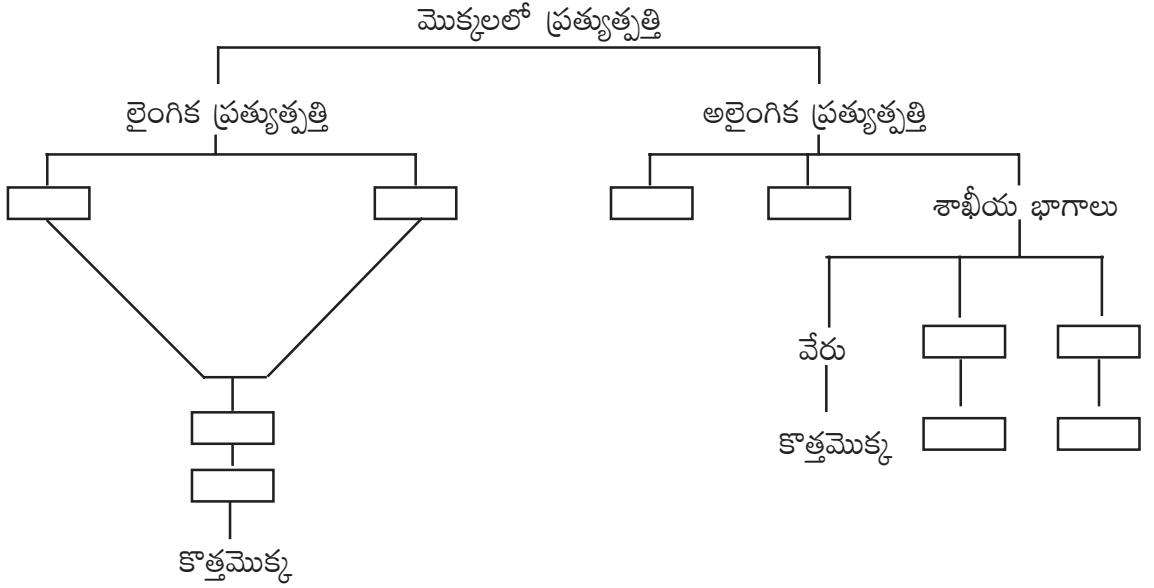 మొక్కలలో ప్రత్యుత్పత్తి
లైంగిక ప్రత్యుత్పత్తి
అలైంగిక ప్రత్యుత్పత్తి
శాఖీయ భాగాలు
వేరు
కొత్తమొక్క
కొత్తమొక్క